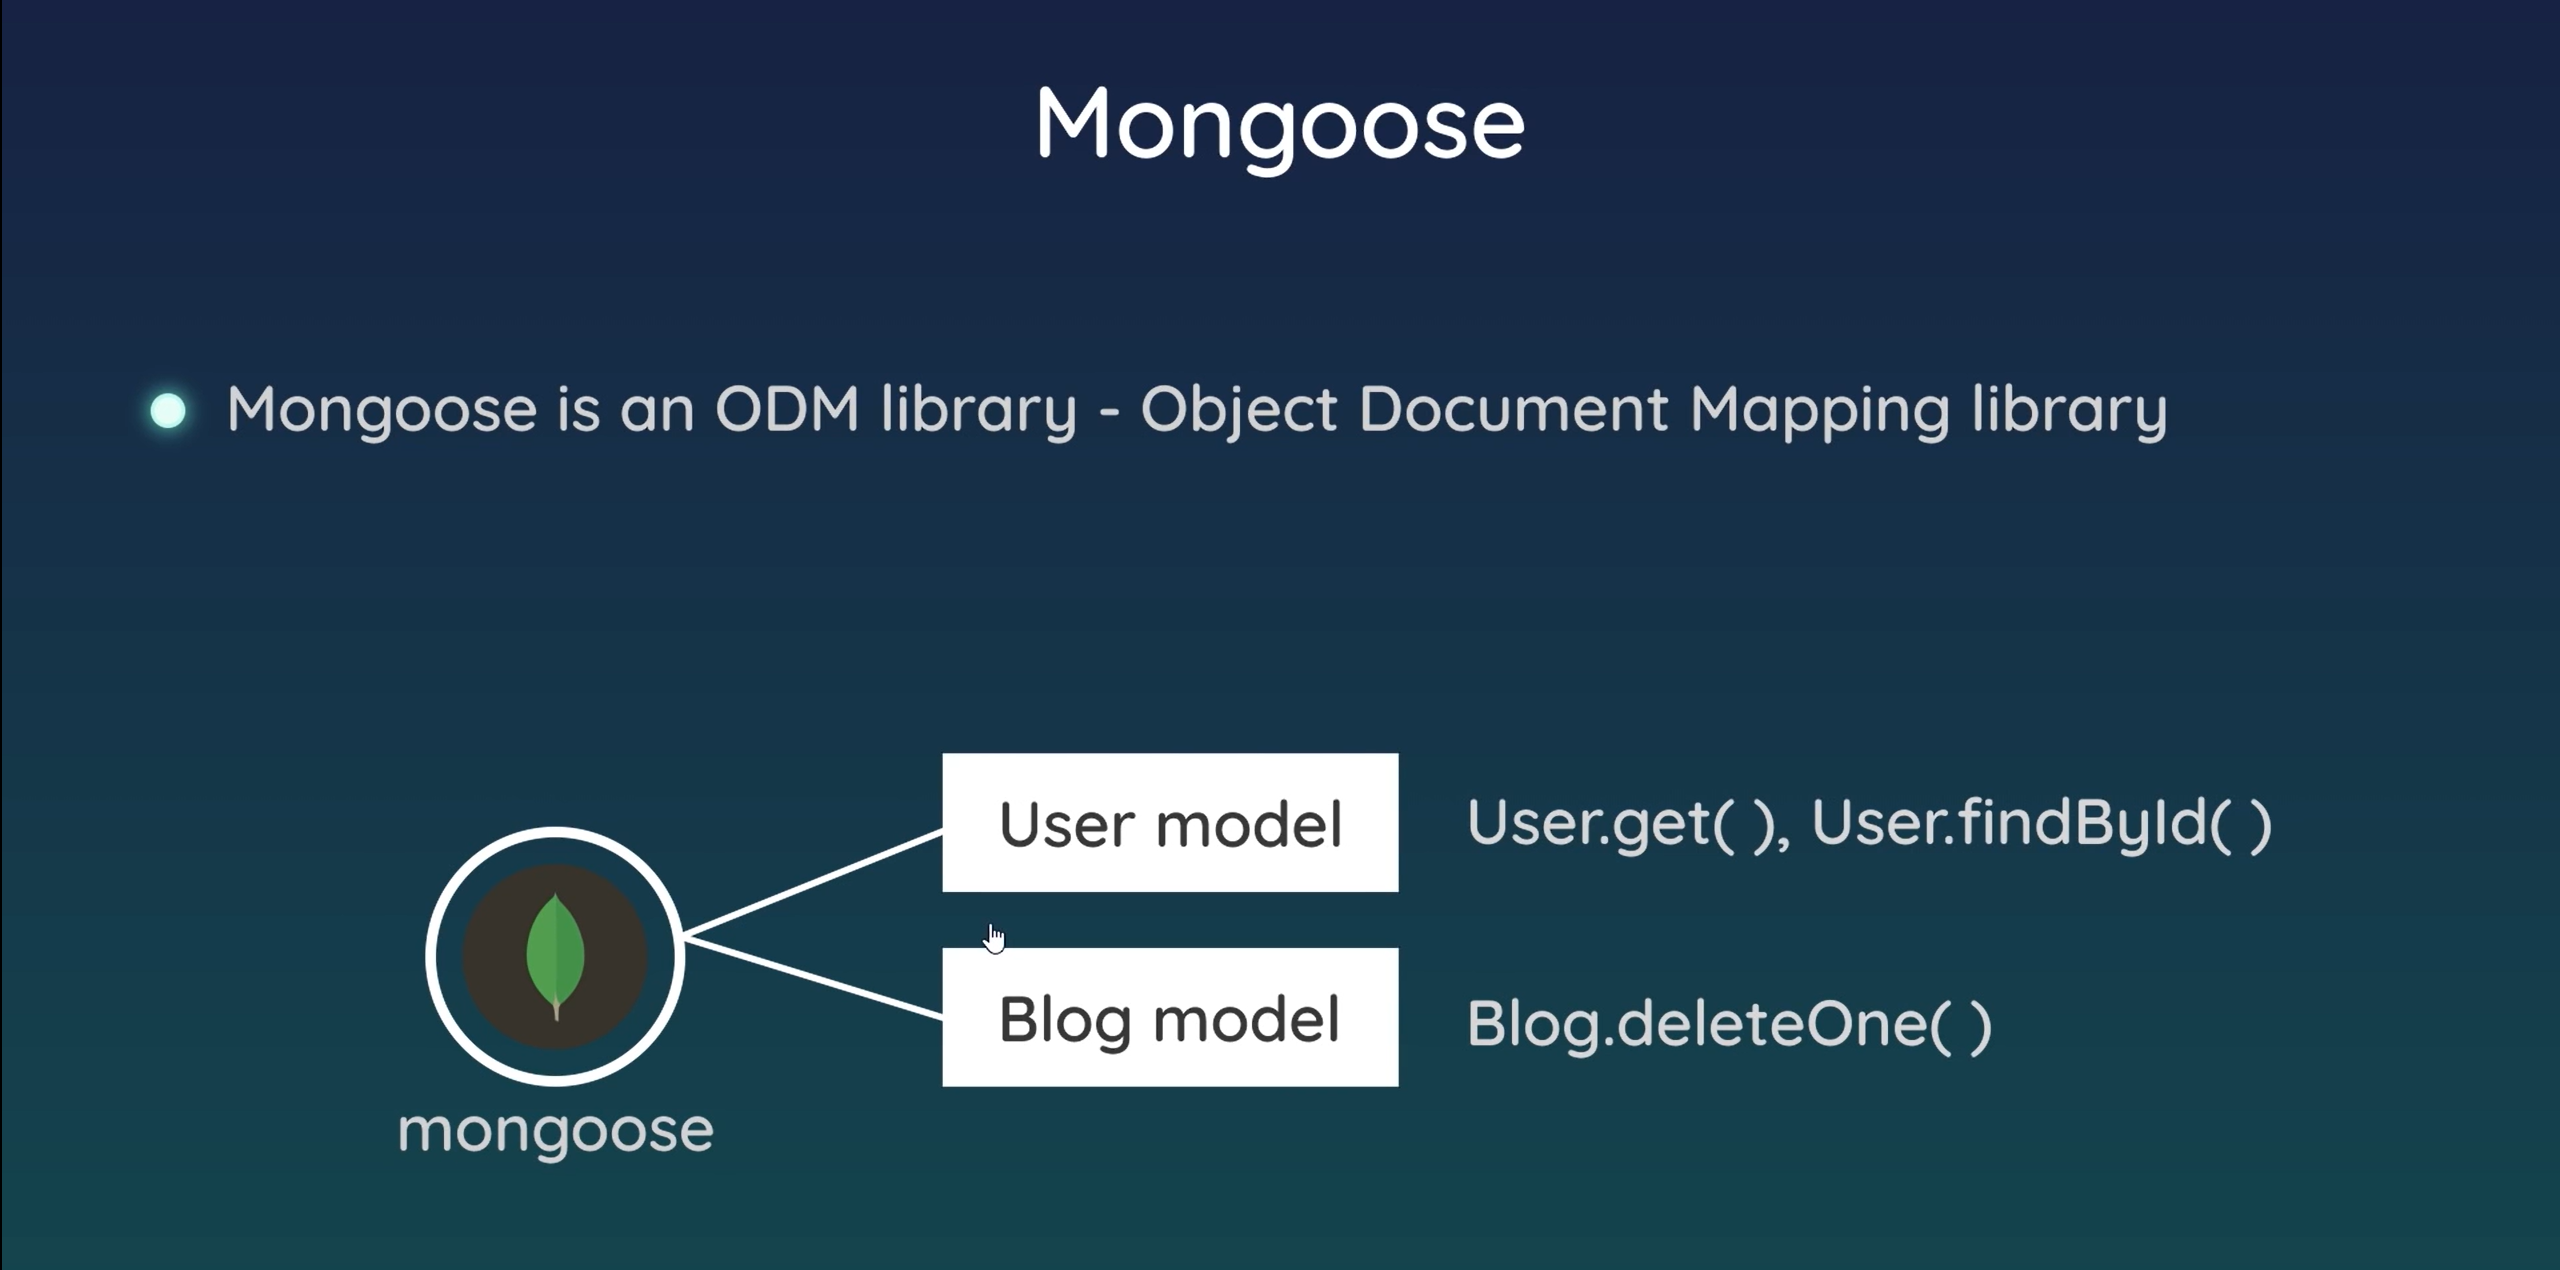 Mongoose
Mongoose is an ODM library - Object Document Mapping library
User model
User.get( ), User.findById( )
Blog model
Blog.deleteOne( )
mongoose